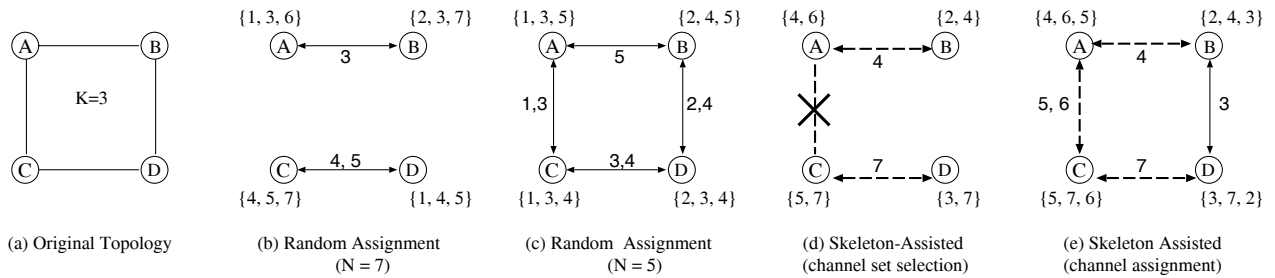 {1, 3, 6} {2, 3, 7} {1, 3, 5} {2, 4, 5} {4, 6} {2, 4} {4, 6, 5} {2, 4, 3}
A B A B A B A B A B
3 5 4 4
K=3
1,3 2,4 5, 6 3
4, 5 3,4 7 7
C D C D C D C D C D
{4, 5, 7} {1, 4, 5} {1, 3, 4} {2, 3, 4} {5, 7} {3, 7} {5, 7, 6} {3, 7, 2}
(a) Original Topology (b) Random Assignment (c) Random Assignment (d) Skeleton-Assisted (e) Skeleton Assisted
(N = 7) (N = 5) (channel set selection) (channel assignment)